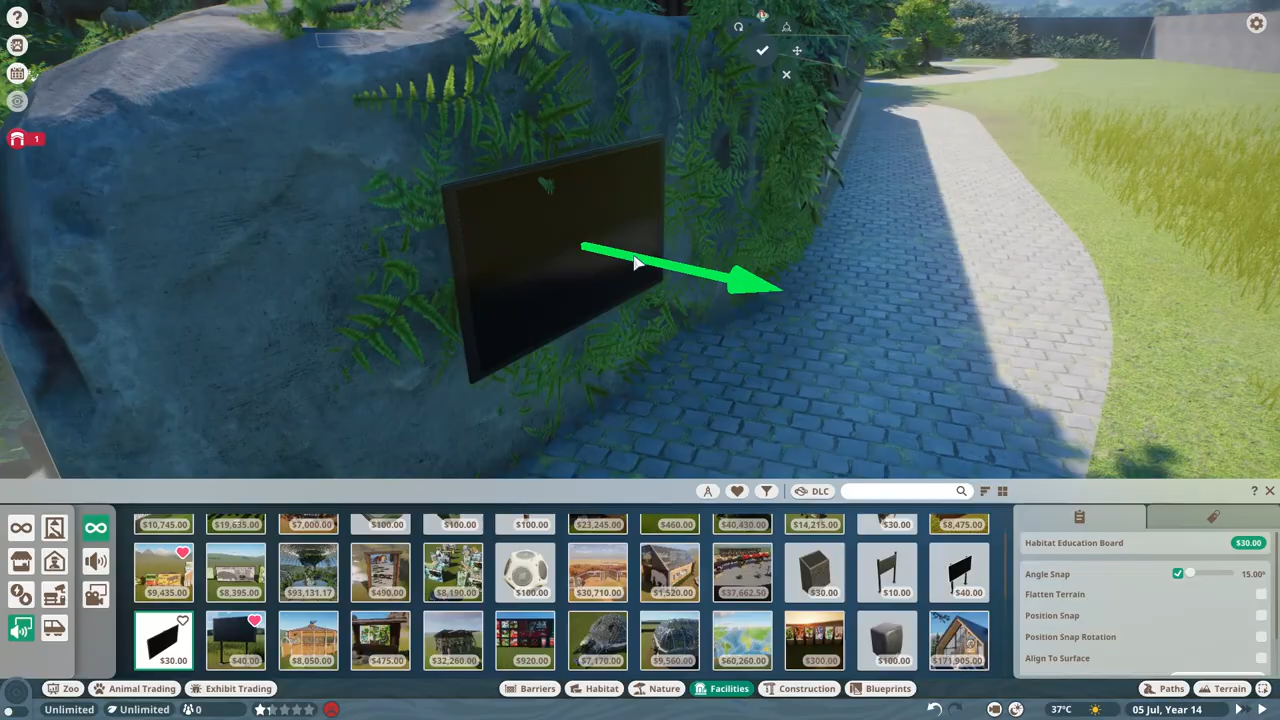 ?
1
DLC
?
$10,745.00
$19,635.00
$7,000.00
$100.00
$100.00
$100.00
$23,245.00
$460.00
$40,430.00
$14,215.00
$30.00
$8,475.00
$9,435.00
$8,395.00
$93,131.17
$490.00
$8,190.00
$100.00
$30,710.00
$1,520.00
$37,662.50
$30.00
$10.00
$40.00
$30.00
$40.00
$8,050.00
$475.00
$32,260.00
$920.00
$7,170.00
$9,560.00
$60,260.00
$300.00
$100.00
$171,905.00
Habitat Education Board
$30.00
Angle Snap
15.00°
Flatten Terrain
Position Snap
Position Snap Rotation
Align To Surface
Zoo
Animal Trading
Exhibit Trading
Barriers
Habitat
Nature
Facilities
Construction
Blueprints
Paths
Terrain
Unlimited
Unlimited
0
37°C
05 Jul, Year 14